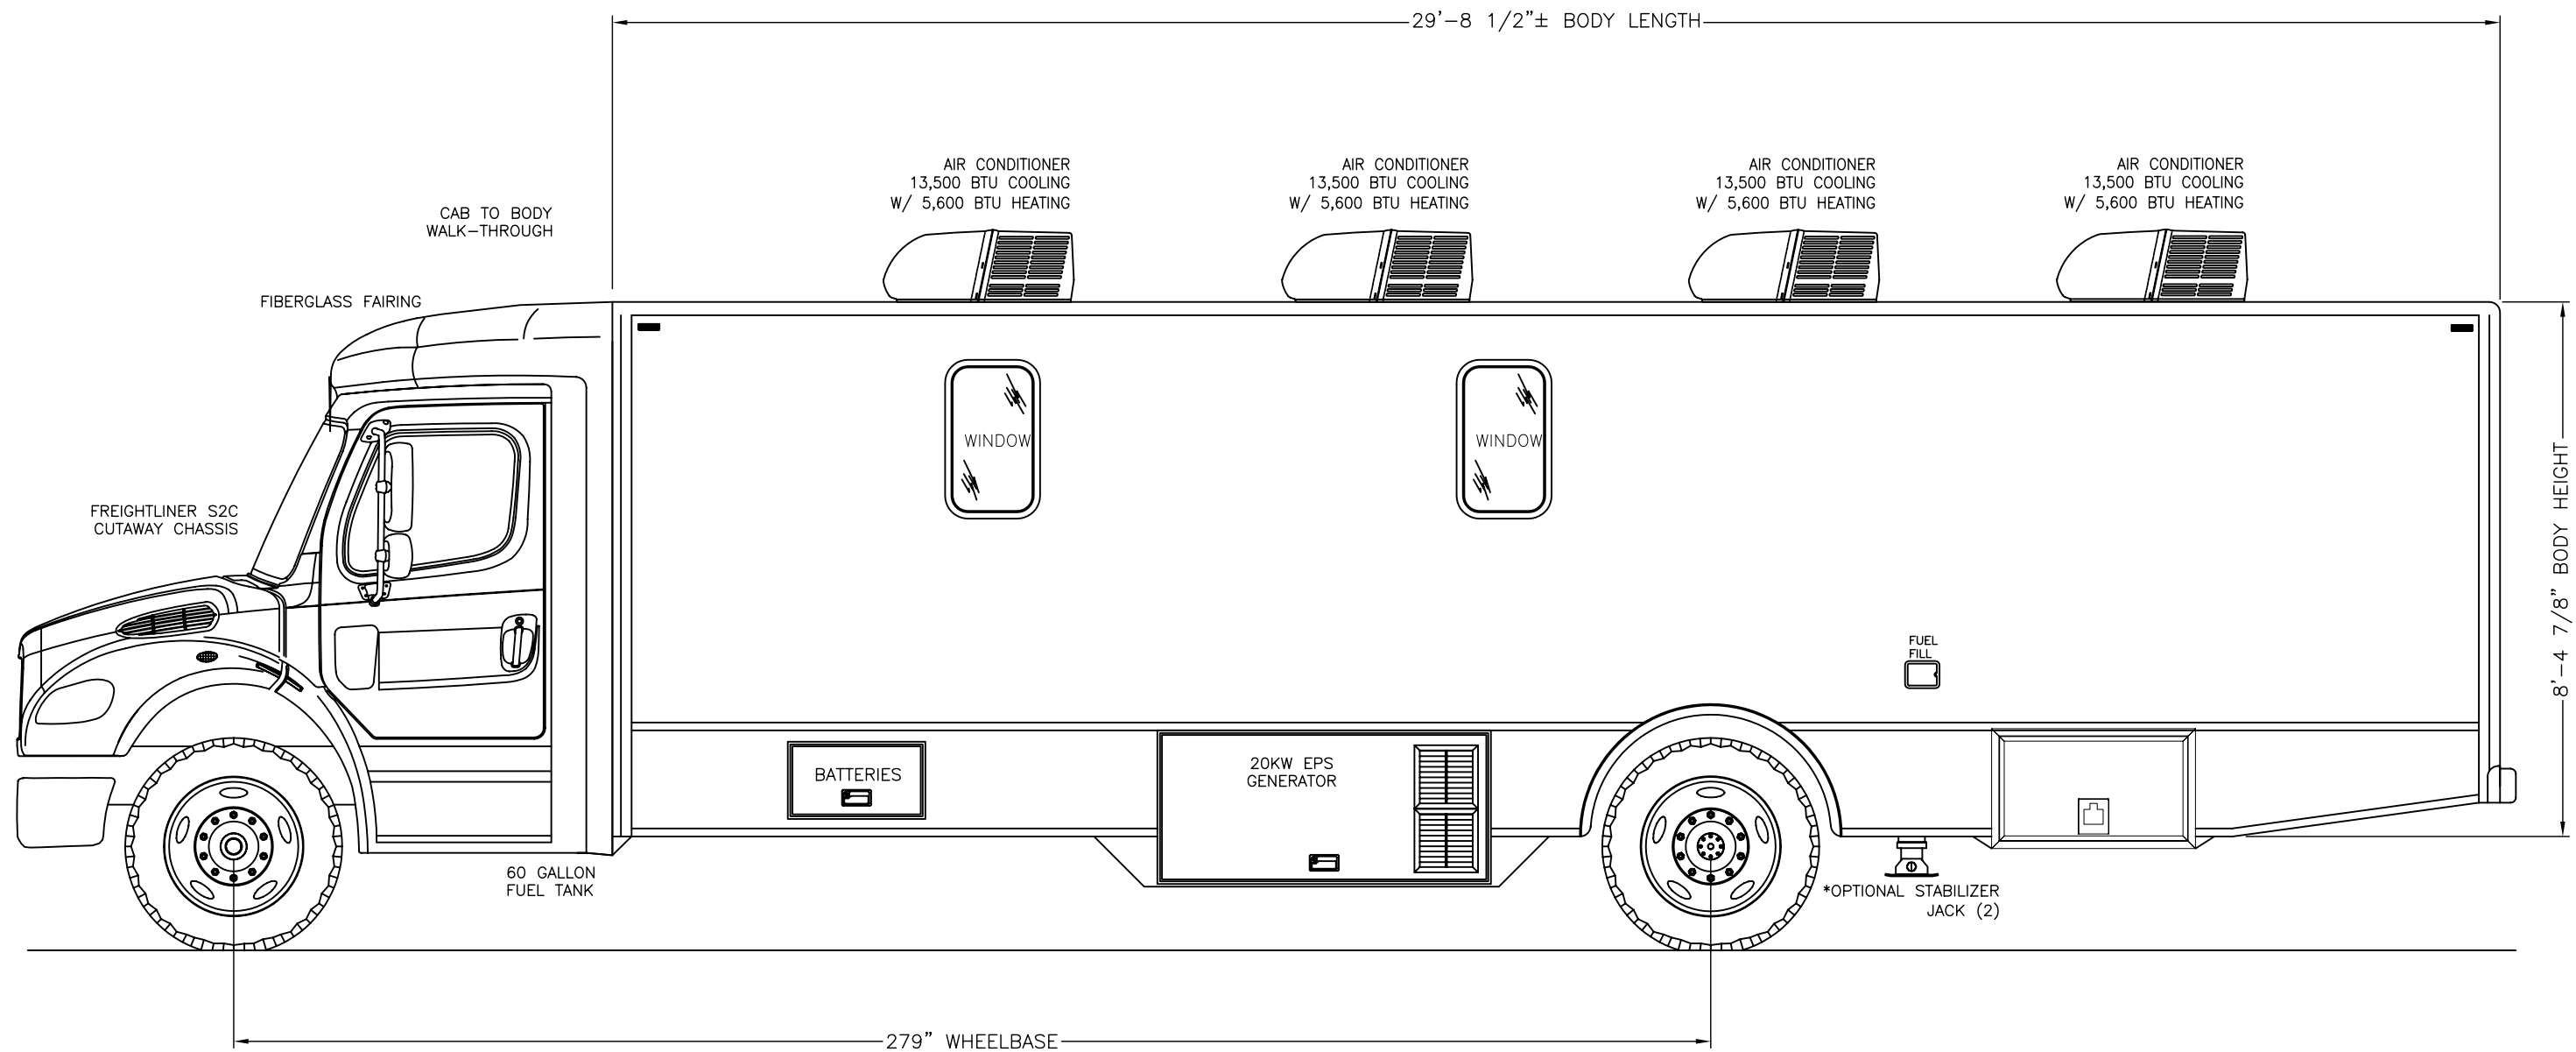 29'-8 1/2"± BODY LENGTH
AIR CONDITIONER
13,500 BTU COOLING
W/ 5,600 BTU HEATING
AIR CONDITIONER
13,500 BTU COOLING
W/ 5,600 BTU HEATING
AIR CONDITIONER
13,500 BTU COOLING
W/ 5,600 BTU HEATING
AIR CONDITIONER
13,500 BTU COOLING
W/ 5,600 BTU HEATING
CAB TO BODY
WALK-THROUGH
FIBERGLASS FAIRING
WINDOW
WINDOW
FREIGHTLINER S2C
CUTAWAY CHASSIS
8'-4 7/8" BODY HEIGHT
FUEL
FILL
BATTERIES
20KW EPS
GENERATOR
60 GALLON
FUEL TANK
*OPTIONAL STABILIZER
JACK (2)
279" WHEELBASE